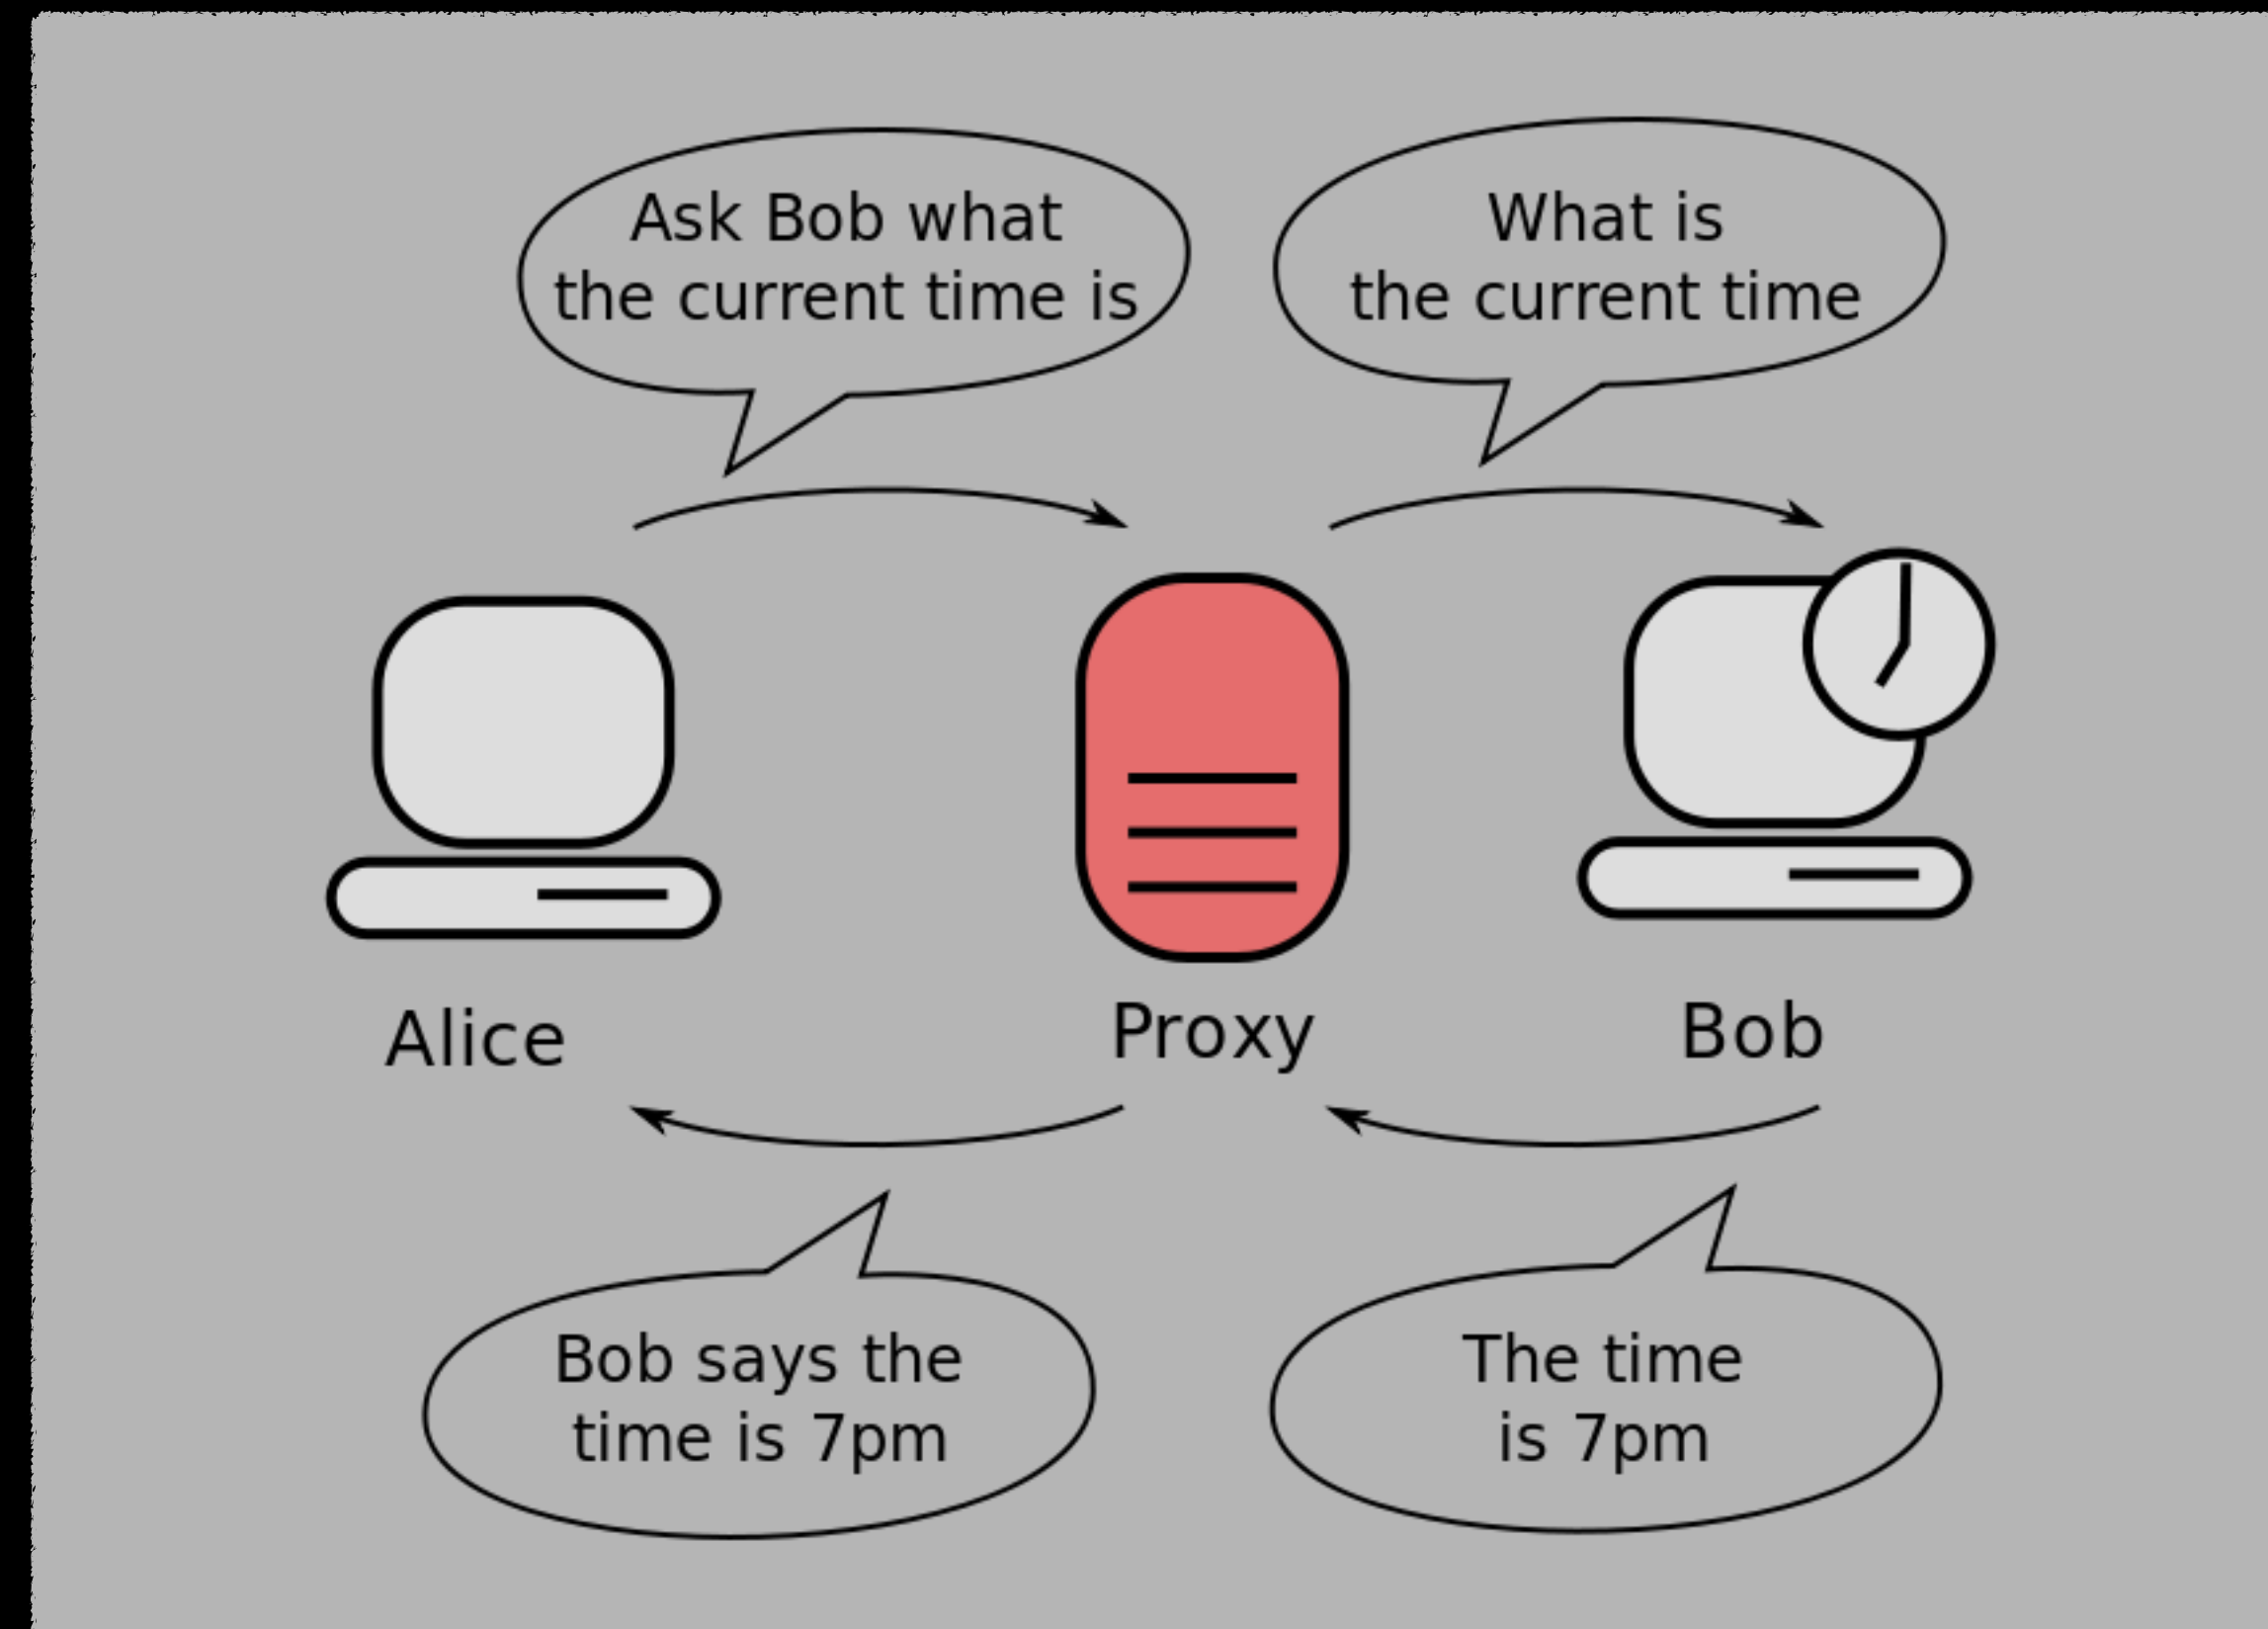 Ask Bob what
the current time is
What is
the current time
Alice
Proxy
Bob
Bob says the
time is 7pm
The time
is 7pm